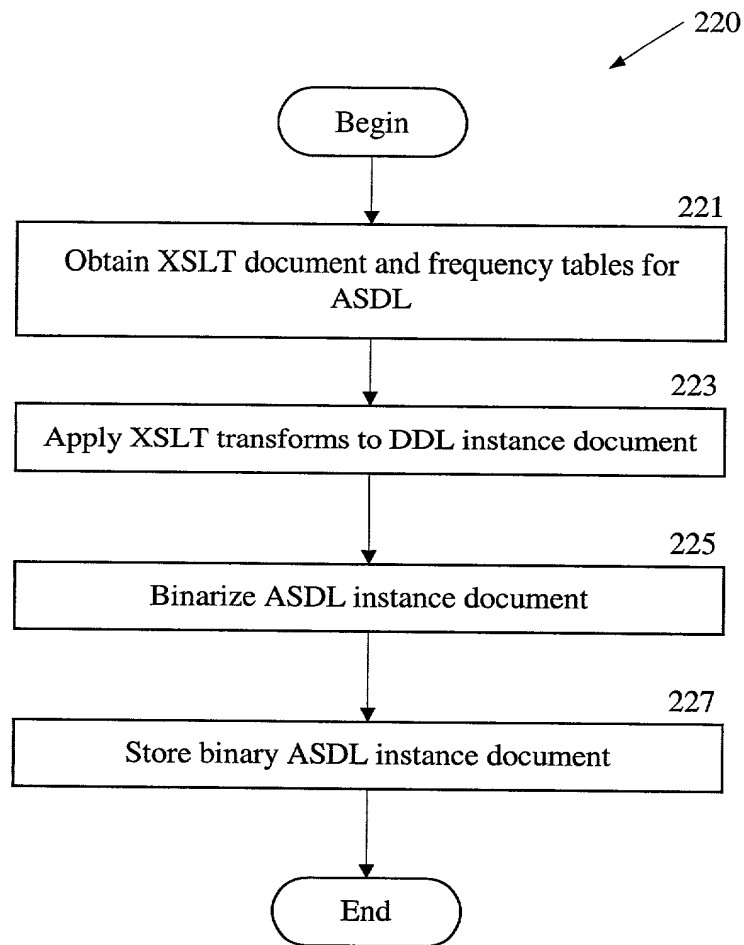 220
Begin
221
Obtain XSLT document and frequency tables for
ASDL
223
Apply XSLT transforms to DDL instance document
225
Binarize ASDL instance document
227
Store binary ASDL instance document
End